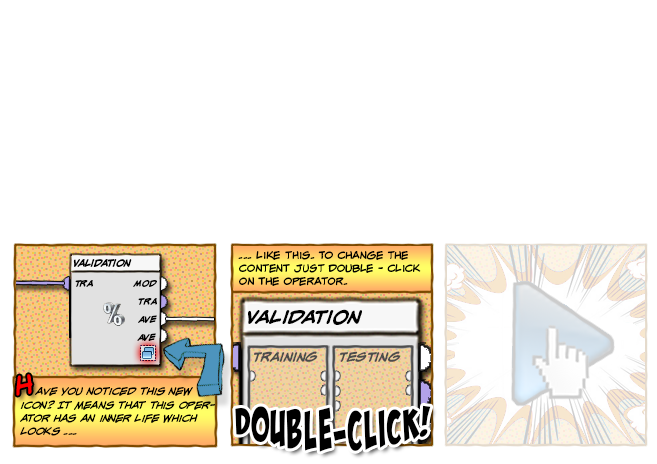 VALIDATION
TRA MOD
TRA
% AVE
AVE
HAVE YOU NOTICED THIS NEW
ICON? IT MEANS THAT THIS OPER-
ATOR HAS AN INNER LIFE WHICH
LOOKS ....
.... LIKE THIS. TO CHANGE THE
CONTENT JUST DOUBLE - CLICK
ON THE OPERATOR.
VALIDATION
TRAINING TESTING
DOUBLE-CLICK!